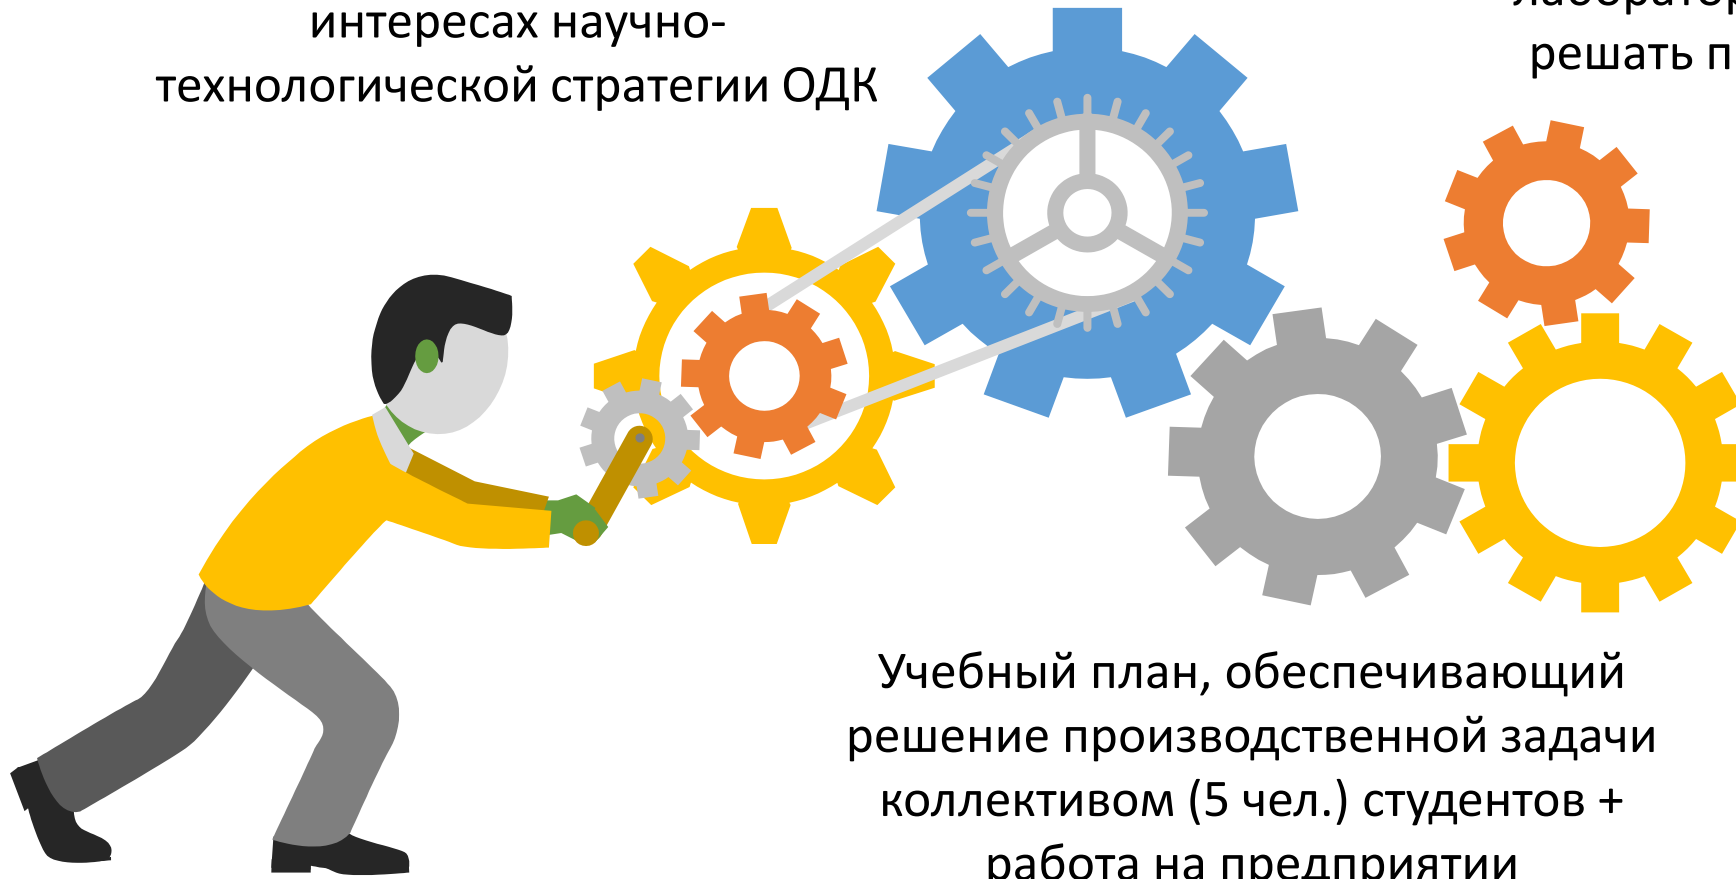 интересах научно-
технологической стратегии ОДК
решать п
Учебный план, обеспечивающий
решение производственной задачи
коллективом (5 чел.) студентов +
работа на предприятии